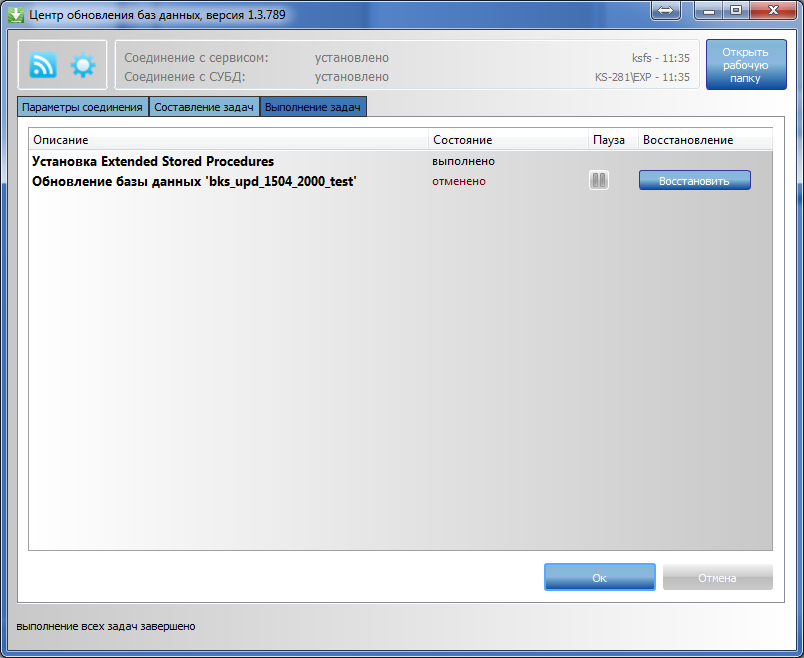 Центр обновления баз данных, версия 1.3.789
Соединение с сервисом: установлено ksfs - 11:35
Соединение с СУБД: установлено KS-281\EXP - 11:35
Открыть
рабочую
папку
Параметры соединения Составление задач Выполнение задач
Описание Состояние Пауза Восстановление
Установка Extended Stored Procedures выполнено
Обновление базы данных 'bks_upd_1504_2000_test' отменено Восстановить
Ок Отмена
выполнение всех задач завершено